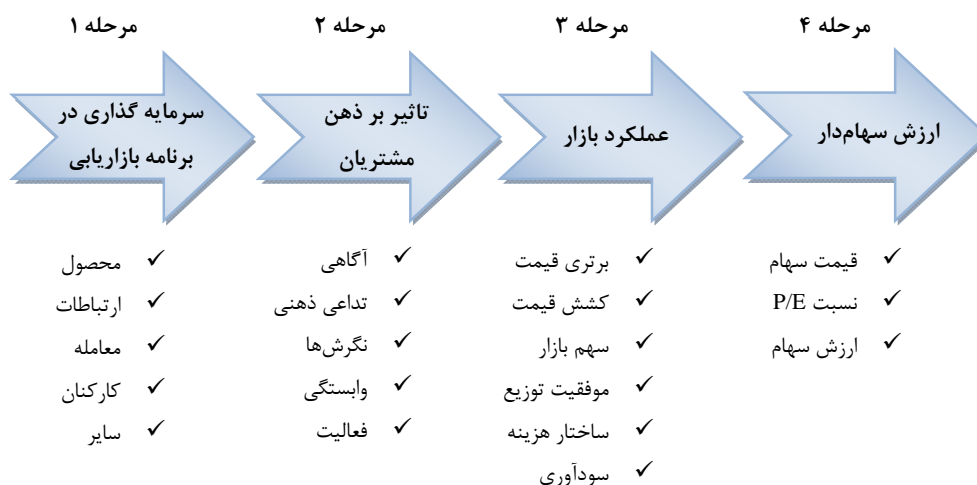 مرحله ۱
مرحله ۲
مرحله ۳
مرحله ۴
سرمایه گذاری در
برنامه بازاریابی
تاثیر بر ذهن
مشتریان
عملکرد بازار
ارزش سهام‌دار
محصول
ارتباطات
معامله
کارکنان
سایر
آگاهی
تداعی ذهنی
نگرش‌ها
وابستگی
فعالیت
برتری قیمت
کشش قیمت
سهم بازار
موفقیت توزیع
ساختار هزینه
سودآوری
قیمت سهام
نسبت P/E
ارزش سهام